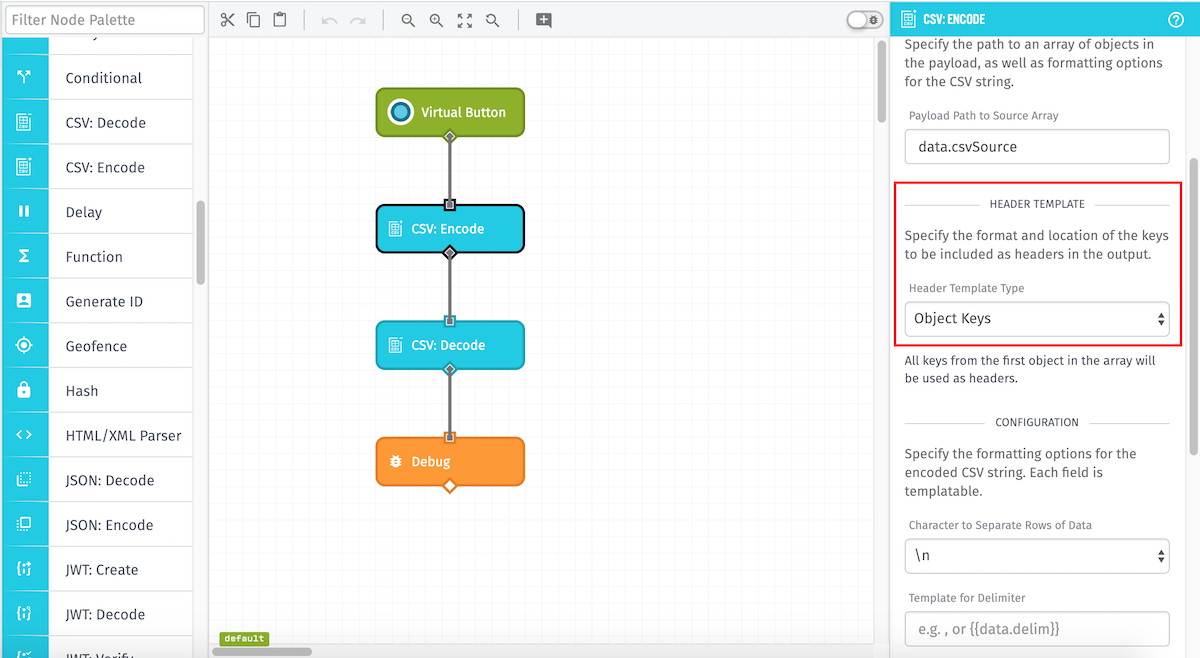 Filter Node Palette
Conditional
CSV: Decode
CSV: Encode
Delay
Function
Generate ID
Geofence
Hash
HTML/XML Parser
JSON: Decode
JSON: Encode
JWT: Create
JWT: Decode
JWT: Verify
Virtual Button
CSV: Encode
CSV: Decode
Debug
default
CSV: ENCODE
Specify the path to an array of objects in
the payload, as well as formatting options
for the CSV string.
Payload Path to Source Array
data.csvSource
HEADER TEMPLATE
Specify the format and location of the keys
to be included as headers in the output.
Header Template Type
Object Keys
All keys from the first object in the array will
be used as headers.
CONFIGURATION
Specify the formatting options for the
encoded CSV string. Each field is
templatable.
Character to Separate Rows of Data
\n
Template for Delimiter
e.g. , or {{data.delim}}